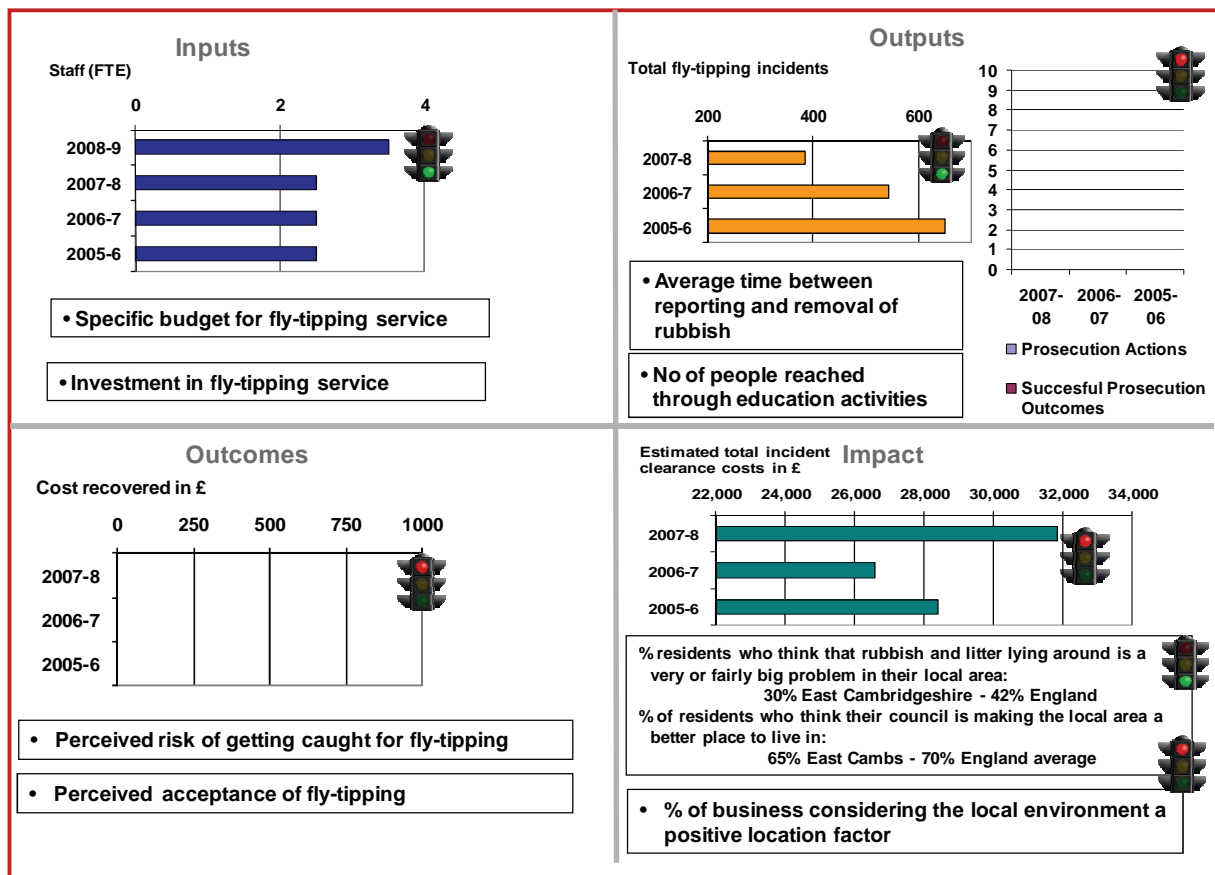 Inputs
Staff (FTE)
0 2 4
2008-9
2007-8
2006-7
2005-6
• Specific budget for fly-tipping service
• Investment in fly-tipping service
Outputs
Total fly-tipping incidents
200 400 600
2007-8
2006-7
2005-6
• Average time between
reporting and removal of
rubbish
• No of people reached
through education activities
10
9
8
7
6
5
4
3
2
1
0
2007- 2006- 2005-
08 07 06
Prosecution Actions
Succesful Prosecution
Outcomes
Outcomes
Cost recovered in £
0 250 500 750 1000
2007-8
2006-7
2005-6
• Perceived risk of getting caught for fly-tipping
• Perceived acceptance of fly-tipping
Impact
Estimated total incident
clearance costs in £
22,000 24,000 26,000 28,000 30,000 32,000 34,000
2007-8
2006-7
2005-6
% residents who think that rubbish and litter lying around is a
very or fairly big problem in their local area:
30% East Cambridgeshire - 42% England
% of residents who think their council is making the local area a
better place to live in:
65% East Cambs - 70% England average
• % of business considering the local environment a
positive location factor